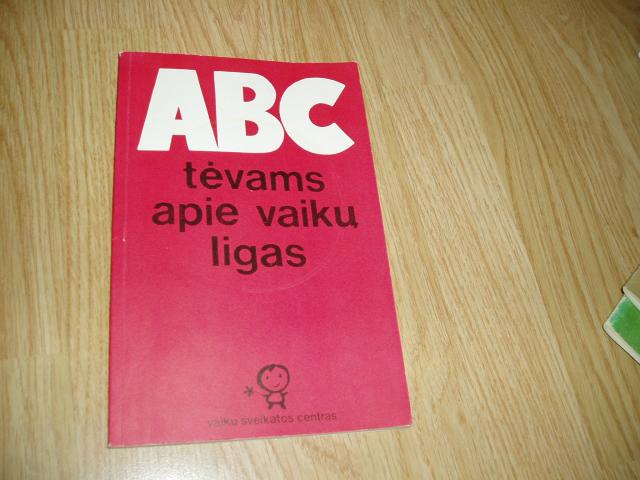 ABC
tėvams
apie vaikų
ligas
vaikų sveikatos centras